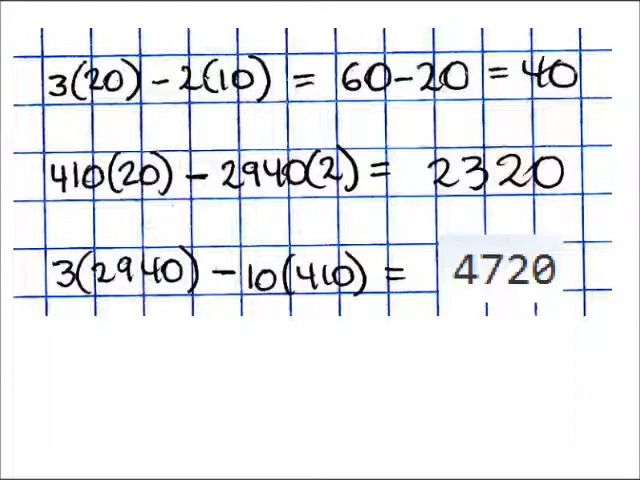 3(20) - 2(10) = 60 - 20 = 40
410(20) - 2940(2) = 2320
3(2940) - 10(410) = 4720